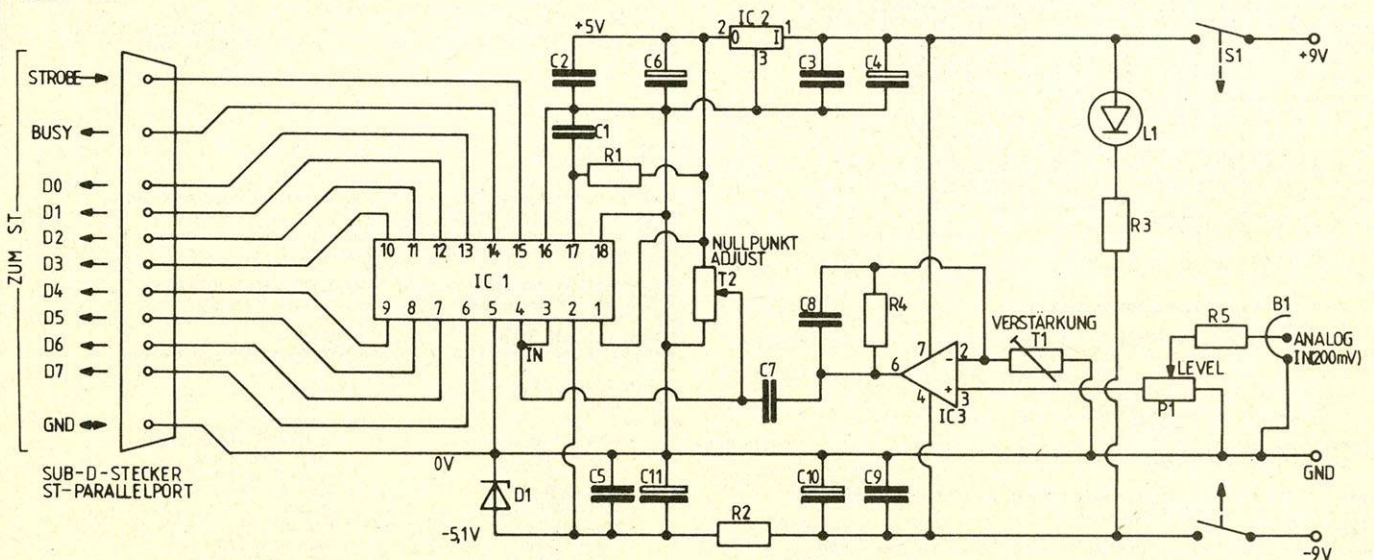 IC 2
+5V
2
O
I
1
3
C2
C6
C3
C4
S1
+9V
ZUM ST
STROBE
BUSY
D0
D1
D2
D3
D4
D5
D6
D7
GND
C1
R1
L1
R3
10 11 12 13 14 15 16 17 18
IC 1
9 8 7 6 5 4 3 2 1
IN
NULLPUNKT
ADJUST
T2
C8
R4
C7
6
7
2
-
+
3
4
IC3
VERSTÄRKUNG
T1
R5
B1
ANALOG
IN(200mV)
LEVEL
P1
SUB-D-STECKER
ST-PARALLELPORT
0V
GND
D1
C5
C11
C10
C9
R2
-5,1V
-9V